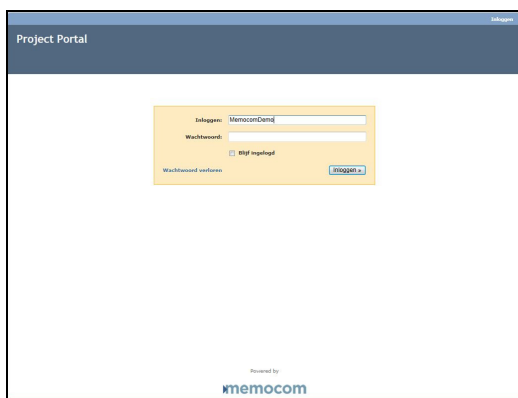 Inloggen
Project Portal
Inloggen: MemocomDemo
Wachtwoord:
Blijf ingelogd
Wachtwoord verloren
Inloggen »
Powered by
memocom